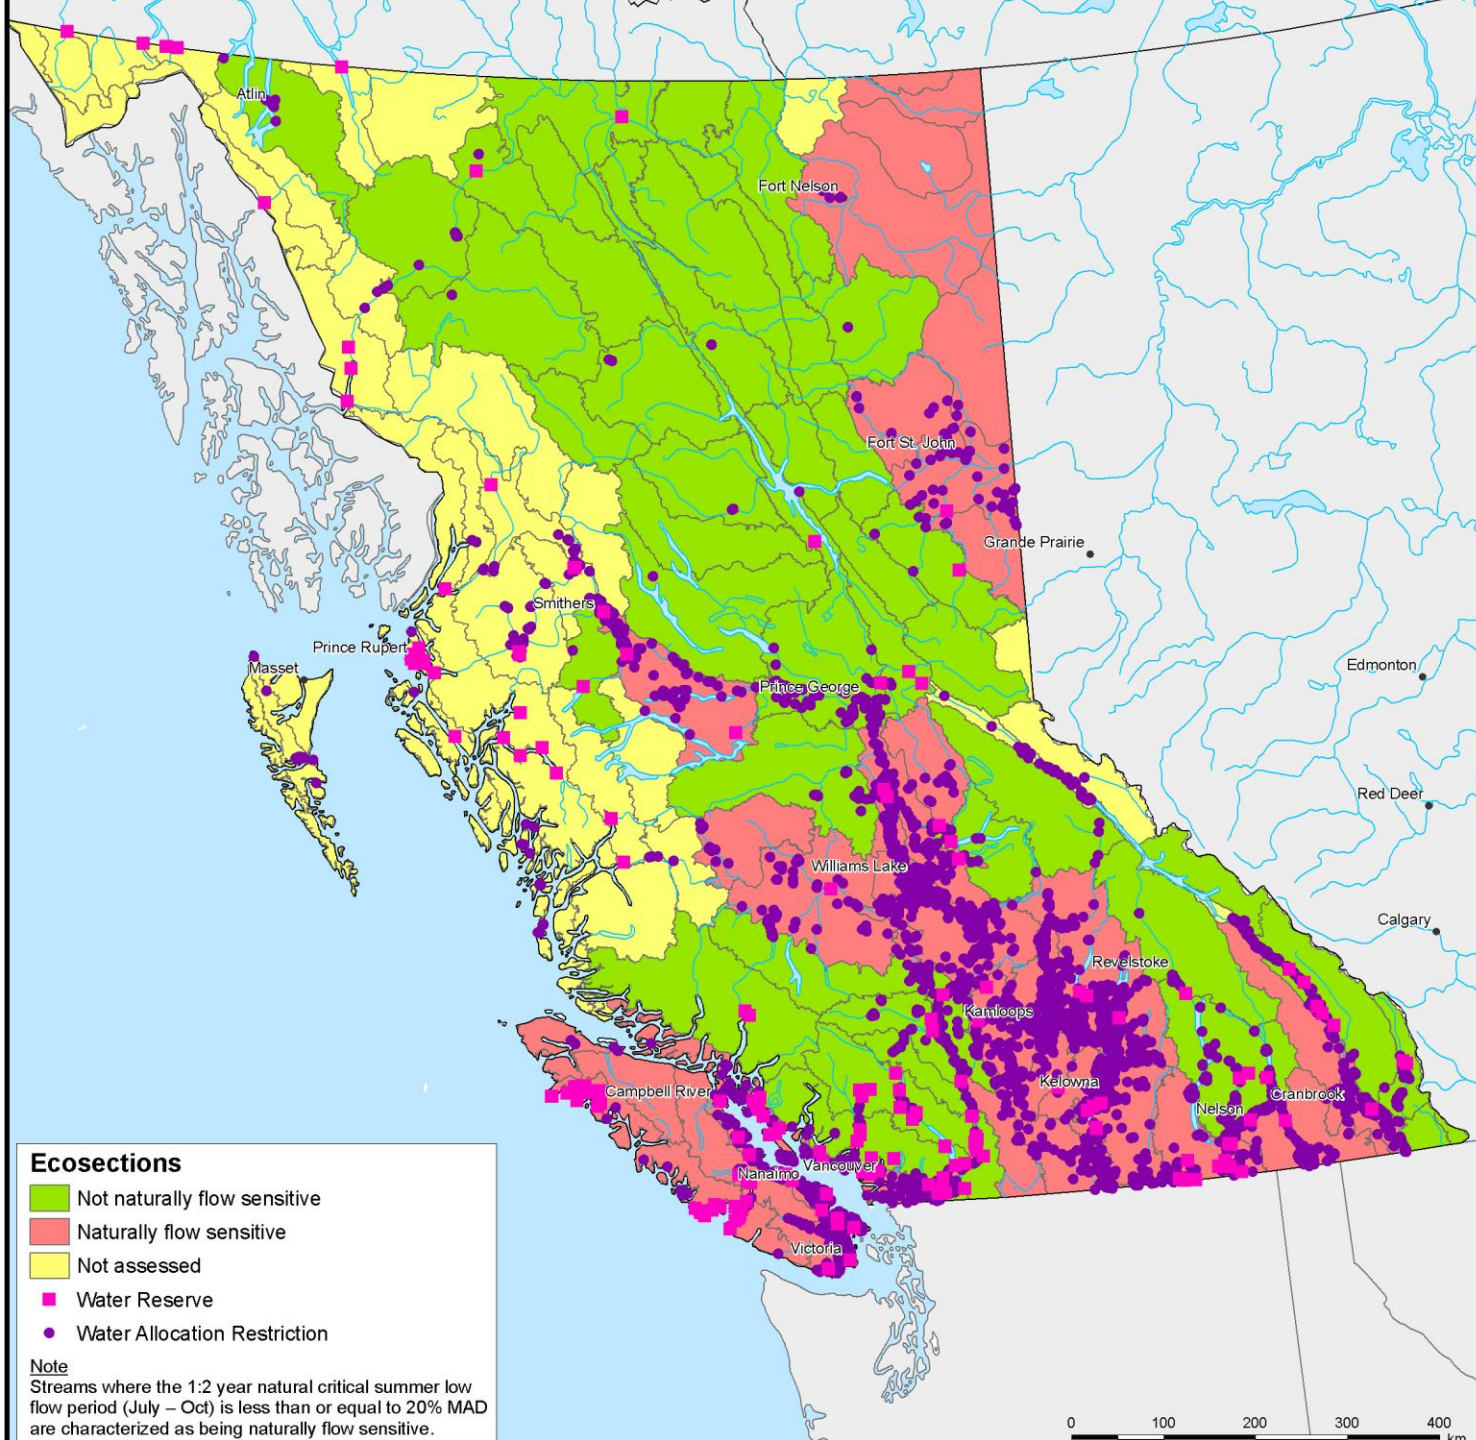 Atlin
Fort Nelson
Fort St. John
Grande Prairie
Smithers
Prince Rupert
Masset
Prince George
Edmonton
Red Deer
Williams Lake
Calgary
Revelstoke
Kamloops
Campbell River
Kelowna
Cranbrook
Nelson
Nanaimo
Vancouver
Victoria
Ecosections
Not naturally flow sensitive
Naturally flow sensitive
Not assessed
Water Reserve
Water Allocation Restriction
Note
Streams where the 1:2 year natural critical summer low
flow period (July – Oct) is less than or equal to 20% MAD
are characterized as being naturally flow sensitive.
0 100 200 300 400
km